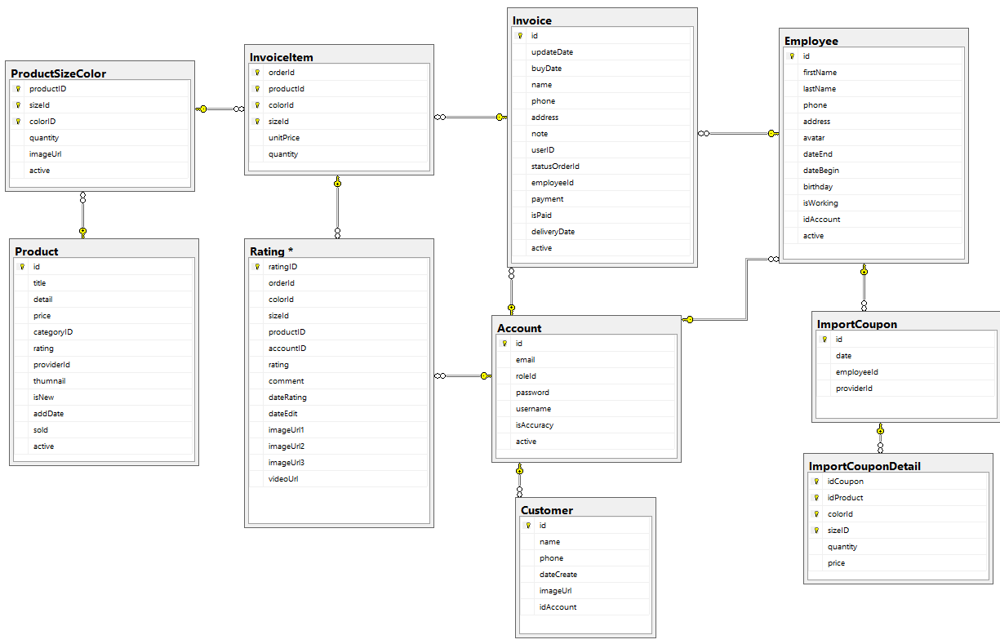 ProductSizeColor
productID
sizeId
colorID
quantity
imageUrl
active
InvoiceItem
orderId
productId
colorId
sizeId
unitPrice
quantity
Invoice
id
updateDate
buyDate
name
phone
address
note
userID
statusOrderId
employeeId
payment
isPaid
deliveryDate
active
Employee
id
firstName
lastName
phone
address
avatar
dateEnd
dateBegin
birthday
isWorking
idAccount
active
Product
id
title
detail
price
categoryID
rating
providerId
thumnail
isNew
addDate
sold
active
Rating *
ratingID
orderId
colorId
sizeId
productID
accountID
rating
comment
dateRating
dateEdit
imageUrl1
imageUrl2
imageUrl3
videoUrl
Account
id
email
roleId
password
username
isAccuracy
active
ImportCoupon
id
date
employeeId
providerId
ImportCouponDetail
idCoupon
idProduct
colorId
sizeID
quantity
price
Customer
id
name
phone
dateCreate
imageUrl
idAccount